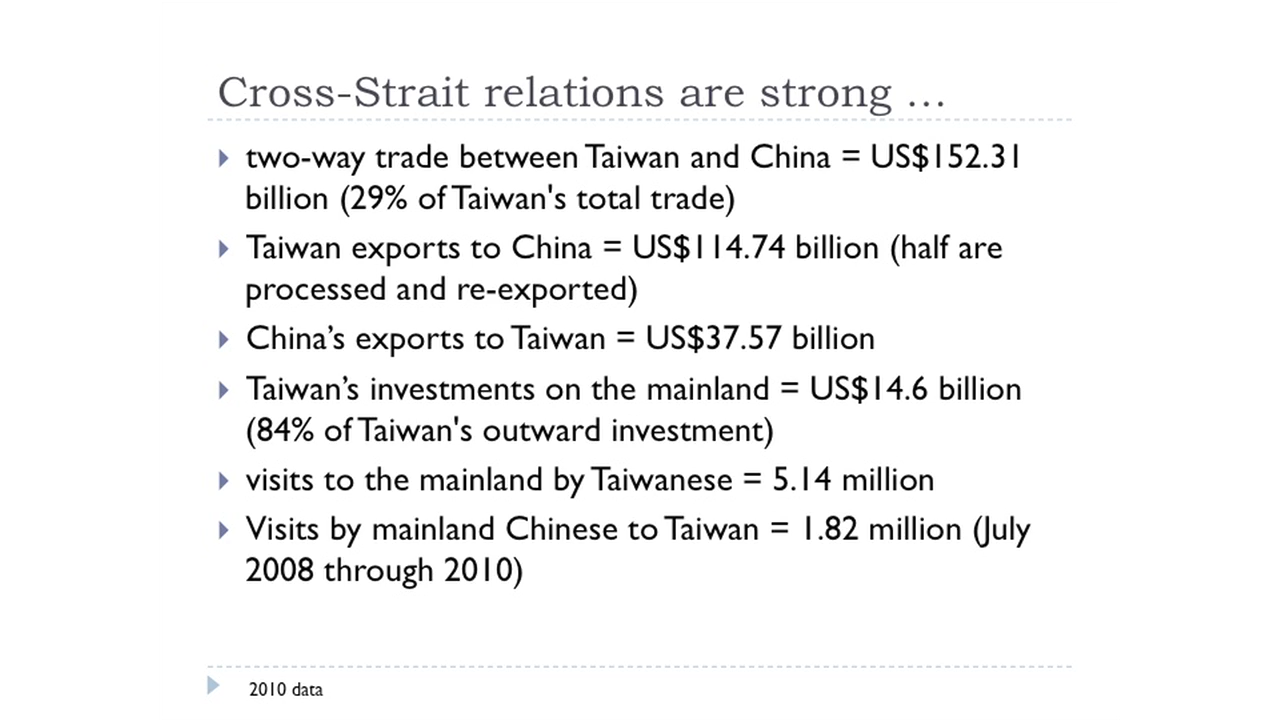 Cross-Strait relations are strong …
two-way trade between Taiwan and China = US$152.31
billion (29% of Taiwan's total trade)
Taiwan exports to China = US$114.74 billion (half are
processed and re-exported)
China’s exports to Taiwan = US$37.57 billion
Taiwan’s investments on the mainland = US$14.6 billion
(84% of Taiwan's outward investment)
visits to the mainland by Taiwanese = 5.14 million
Visits by mainland Chinese to Taiwan = 1.82 million (July
2008 through 2010)
2010 data